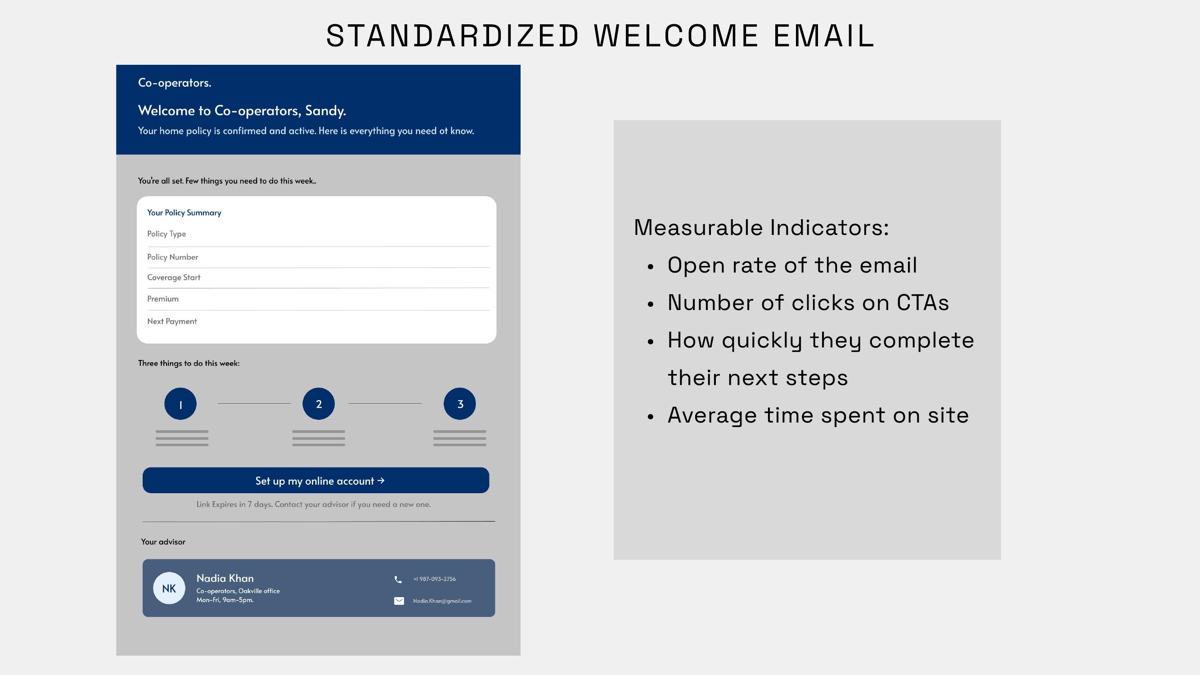 STANDARDIZED WELCOME EMAIL
Co-operators.
Welcome to Co-operators, Sandy.
Your home policy is confirmed and active. Here is everything you need ot know.
You're all set. Few things you need to do this week..
Your Policy Summary
Policy Type
Policy Number
Coverage Start
Premium
Next Payment
Three things to do this week:
1
2
3
Set up my online account →
Link Expires in 7 days. Contact your advisor if you need a new one.
Your advisor
NK
Nadia Khan
Co-operators, Oakville office
Mon-Fri, 9am-5pm.
+1 987-093-2756
Nadia.Khan@gmail.com
Measurable Indicators:
• Open rate of the email
• Number of clicks on CTAs
• How quickly they complete
their next steps
• Average time spent on site